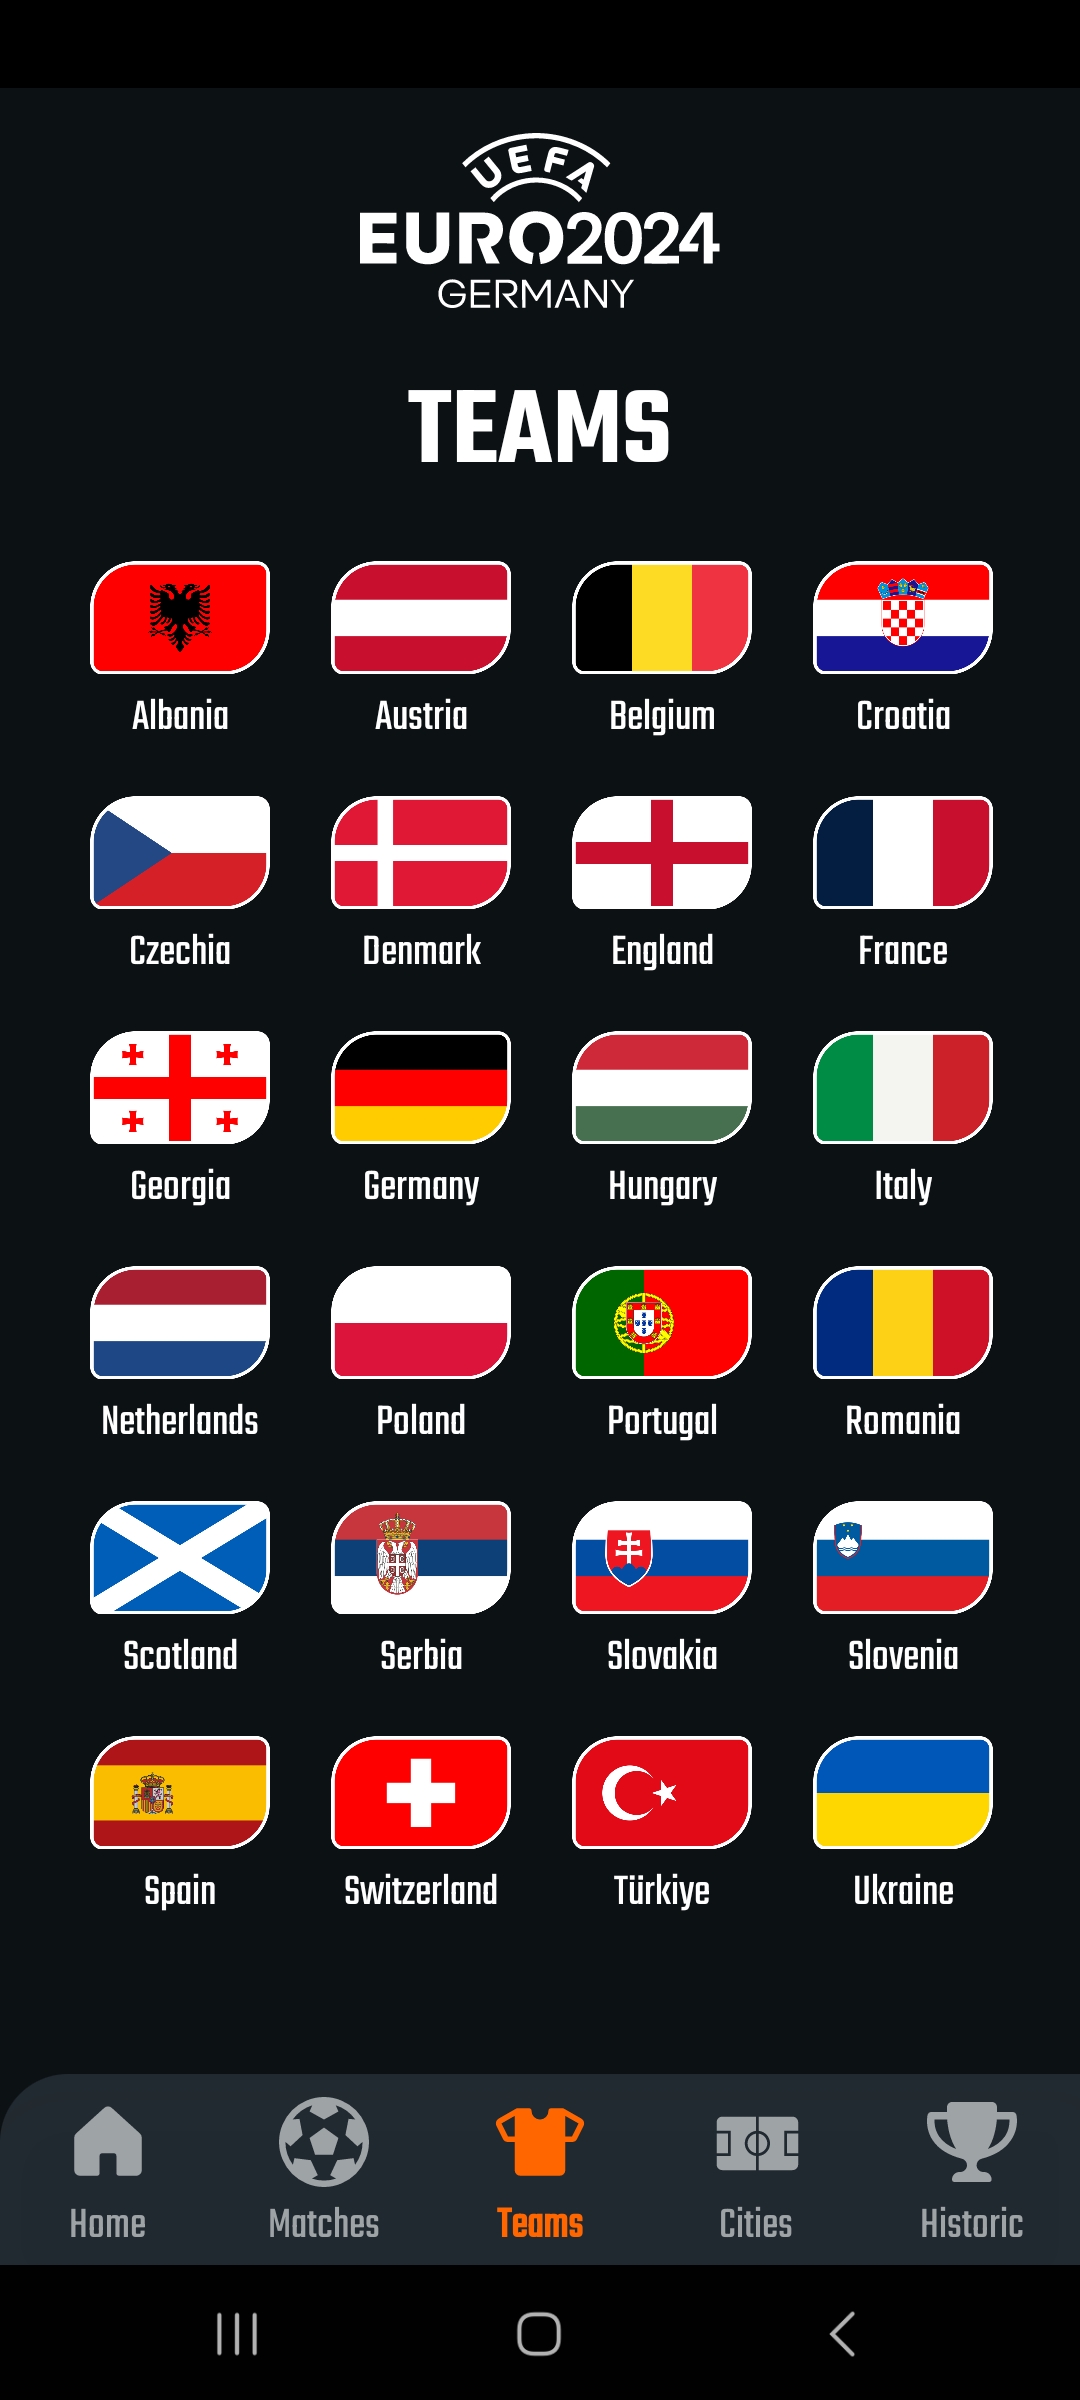 UEFA
EURO2024
GERMANY
TEAMS
Albania Austria Belgium Croatia
Czechia Denmark England France
Georgia Germany Hungary Italy
Netherlands Poland Portugal Romania
Scotland Serbia Slovakia Slovenia
Spain Switzerland Türkiye Ukraine
Home Matches Teams Cities Historic